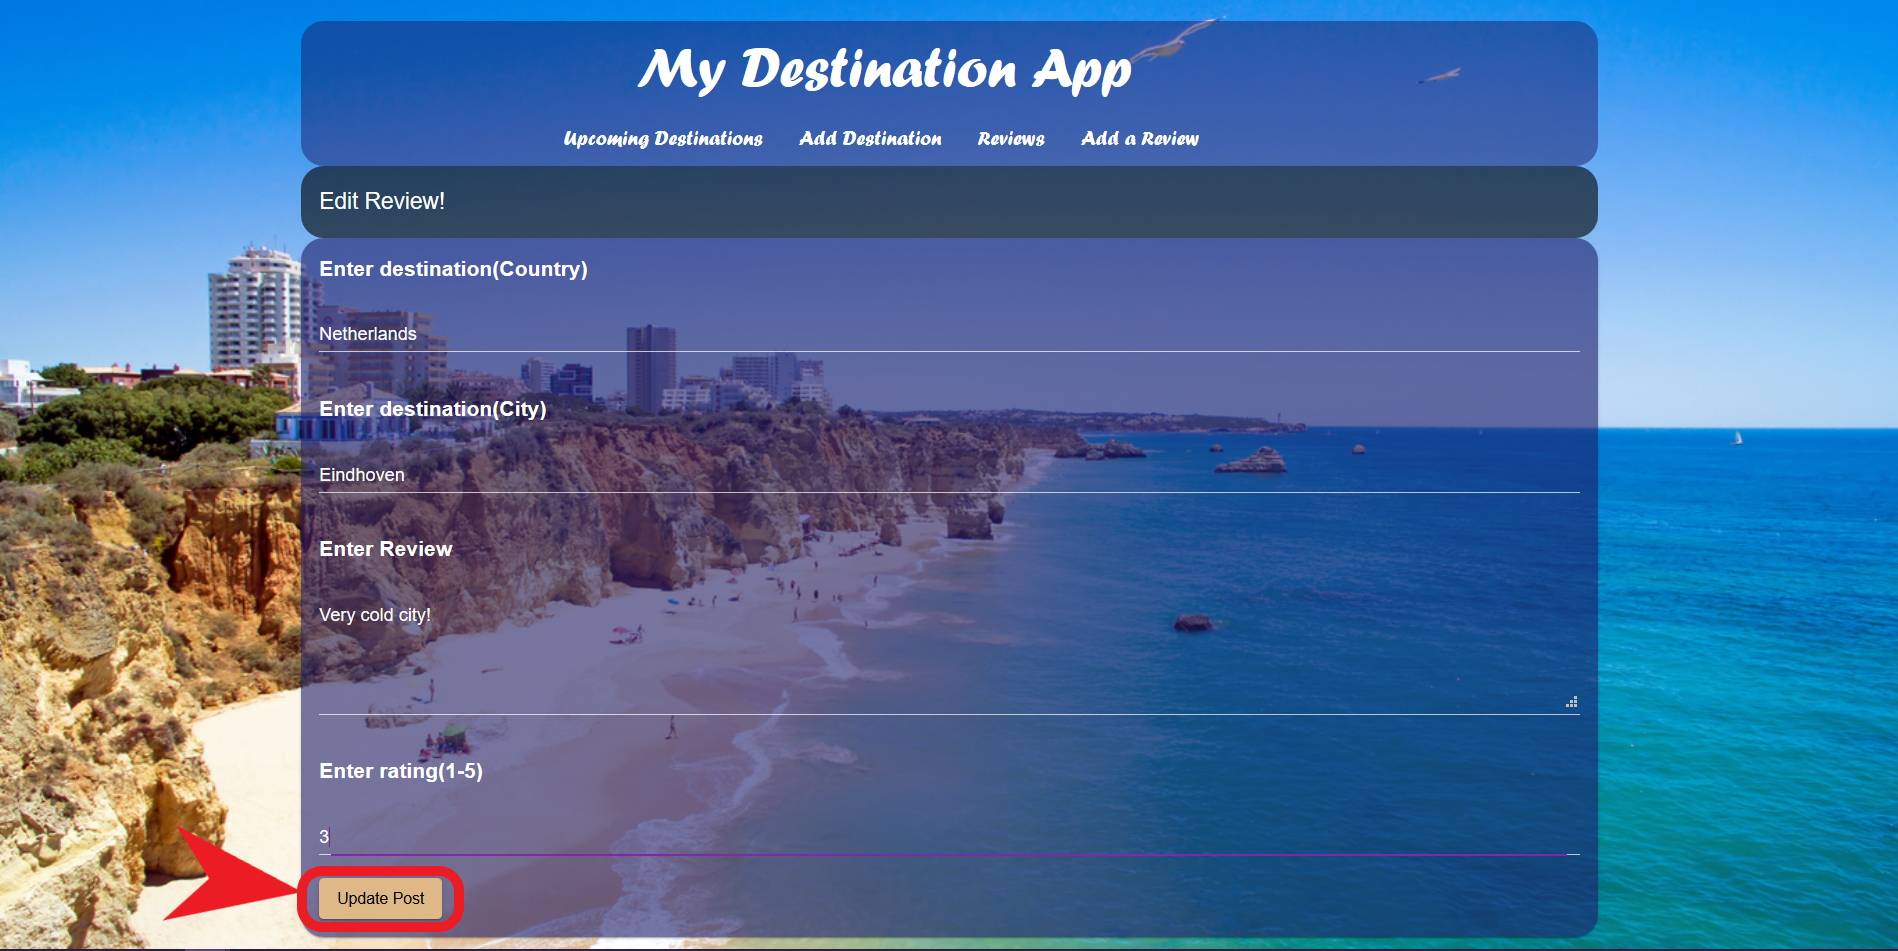 My Destination App
Upcoming Destinations Add Destination Reviews Add a Review
Edit Review!
Enter destination(Country)
Netherlands
Enter destination(City)
Eindhoven
Enter Review
Very cold city!
Enter rating(1-5)
3
Update Post